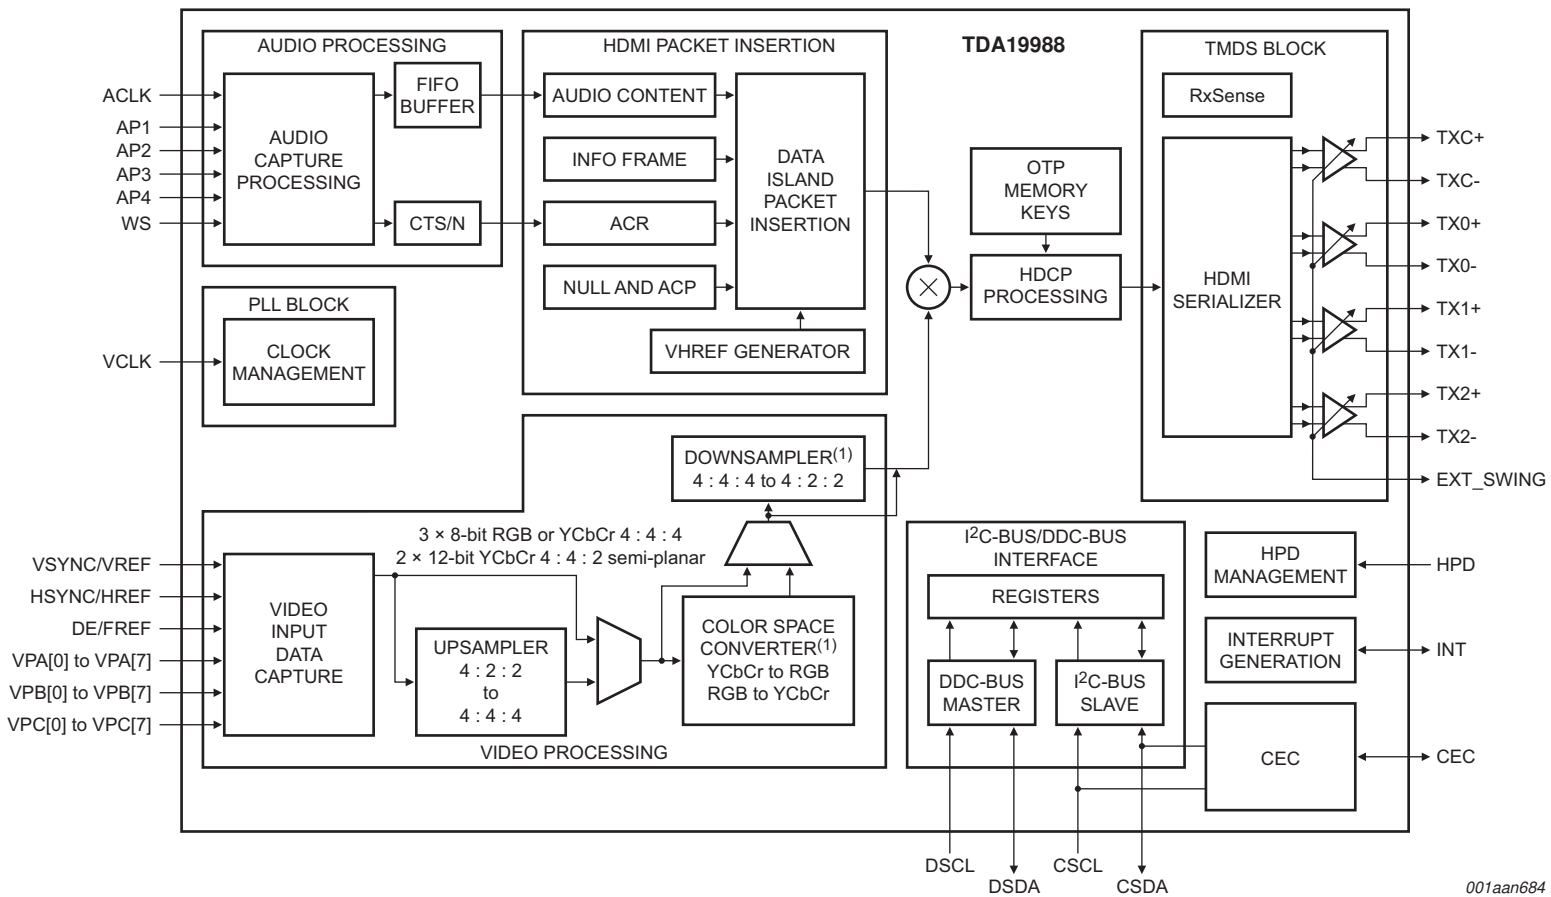 TDA19988
AUDIO PROCESSING
ACLK
AP1
AP2
AP3
AP4
WS
AUDIO
CAPTURE
PROCESSING
FIFO
BUFFER
CTS/N
HDMI PACKET INSERTION
AUDIO CONTENT
INFO FRAME
ACR
NULL AND ACP
DATA
ISLAND
PACKET
INSERTION
VHREF GENERATOR
PLL BLOCK
VCLK
CLOCK
MANAGEMENT
OTP
MEMORY
KEYS
HDCP
PROCESSING
TMDS BLOCK
RxSense
HDMI
SERIALIZER
TXC+
TXC-
TX0+
TX0-
TX1+
TX1-
TX2+
TX2-
EXT_SWING
DOWNSAMPLER(1)
4 : 4 : 4 to 4 : 2 : 2
3 × 8-bit RGB or YCbCr 4 : 4 : 4
2 × 12-bit YCbCr 4 : 4 : 2 semi-planar
VSYNC/VREF
HSYNC/HREF
DE/FREF
VPA[0] to VPA[7]
VPB[0] to VPB[7]
VPC[0] to VPC[7]
VIDEO
INPUT
DATA
CAPTURE
UPSAMPLER
4 : 2 : 2
to
4 : 4 : 4
COLOR SPACE
CONVERTER(1)
YCbCr to RGB
RGB to YCbCr
VIDEO PROCESSING
I2C-BUS/DDC-BUS
INTERFACE
REGISTERS
DDC-BUS
MASTER
I2C-BUS
SLAVE
HPD
MANAGEMENT
HPD
INTERRUPT
GENERATION
INT
CEC
CEC
DSCL
DSDA
CSCL
CSDA
001aan684